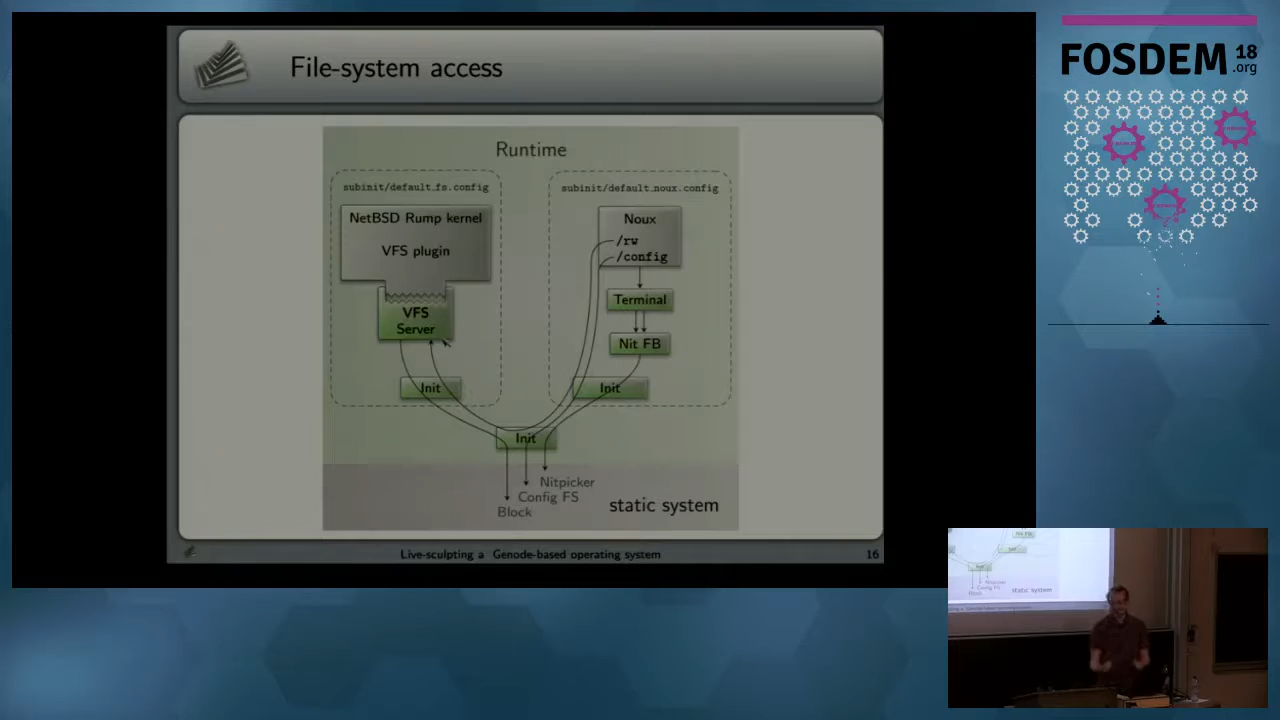 File-system access
Runtime
subinit/default_fs.config
subinit/default_noux.config
NetBSD Rump kernel
VFS plugin
Noux
/rw
/config
VFS
Server
Terminal
Nit FB
Init
Init
Init
Nitpicker
Config FS
Block
static system
Live-sculpting a Genode-based operating system
16
FOSDEM 18
.org
static system